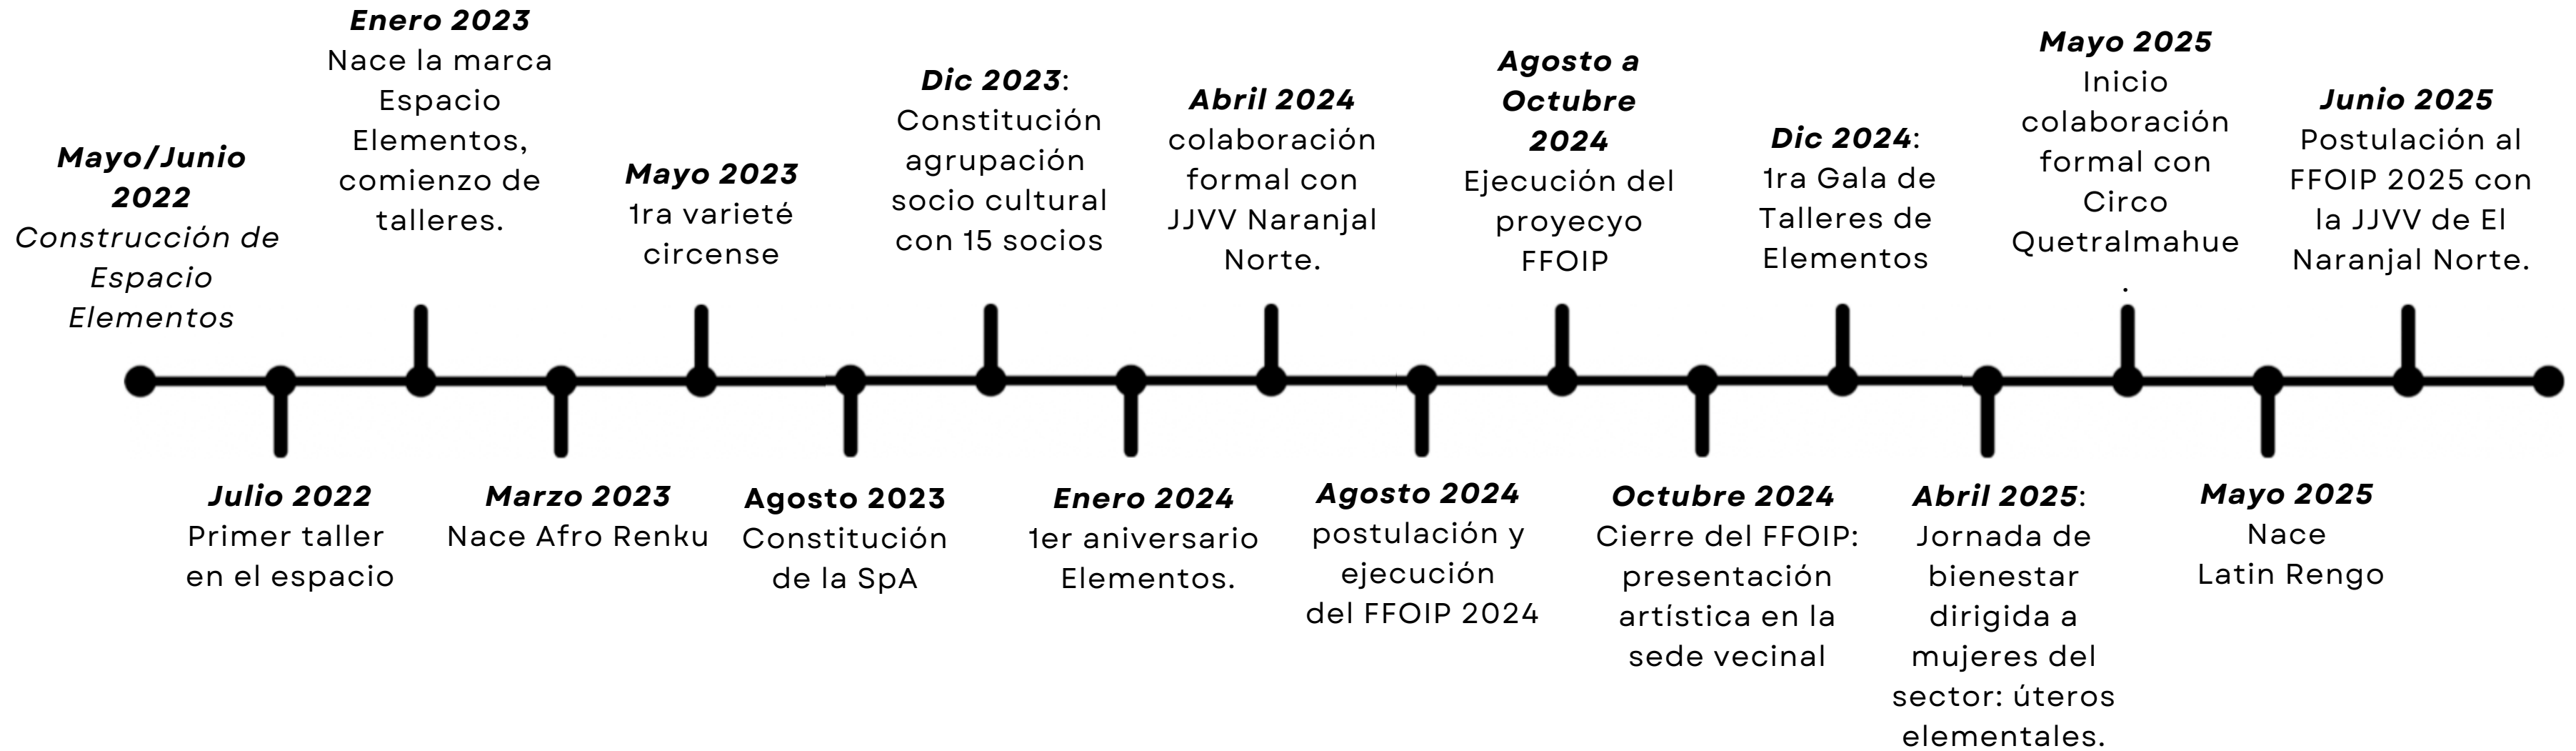 Mayo/Junio
2022
Construcción de
Espacio
Elementos
Julio 2022
Primer taller
en el espacio
Enero 2023
Nace la marca
Espacio
Elementos,
comienzo de
talleres.
Marzo 2023
Nace Afro Renku
Mayo 2023
1ra varieté
circense
Agosto 2023
Constitución
de la SpA
Dic 2023:
Constitución
agrupación
socio cultural
con 15 socios
Enero 2024
1er aniversario
Elementos.
Abril 2024
colaboración
formal con
JJVV Naranjal
Norte.
Agosto 2024
postulación y
ejecución
del FFOIP 2024
Agosto a
Octubre
2024
Ejecución del
proyecyo
FFOIP
Octubre 2024
Cierre del FFOIP:
presentación
artística en la
sede vecinal
Dic 2024:
1ra Gala de
Talleres de
Elementos
Abril 2025:
Jornada de
bienestar
dirigida a
mujeres del
sector: úteros
elementales.
Mayo 2025
Inicio
colaboración
formal con
Circo
Quetralmahue
.
Mayo 2025
Nace
Latin Rengo
Junio 2025
Postulación al
FFOIP 2025 con
la JJVV de El
Naranjal Norte.